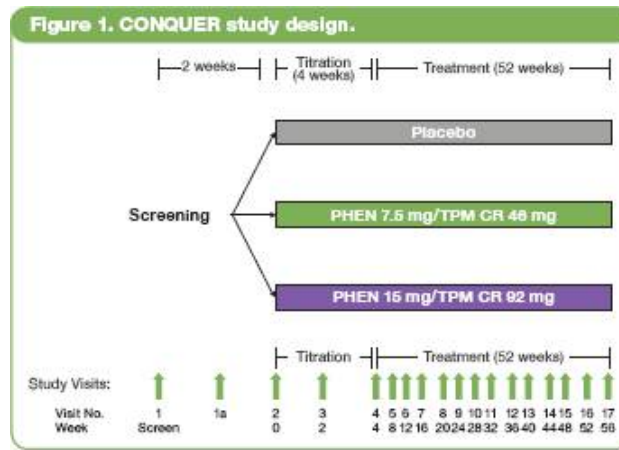 Figure 1. CONQUER study design.
2 weeks
Titration
(4 weeks)
Treatment (52 weeks)
Placebo
Screening
PHEN 7.5 mg/TPM CR 46 mg
PHEN 15 mg/TPM CR 92 mg
Titration
Treatment (52 weeks)
Study Visits:
Visit No. 1 1a 2 3 4 5 6 7 8 9 10 11 12 13 14 15 16 17
Week Screen 0 2 4 8 12 16 20 24 28 32 36 40 44 48 52 56